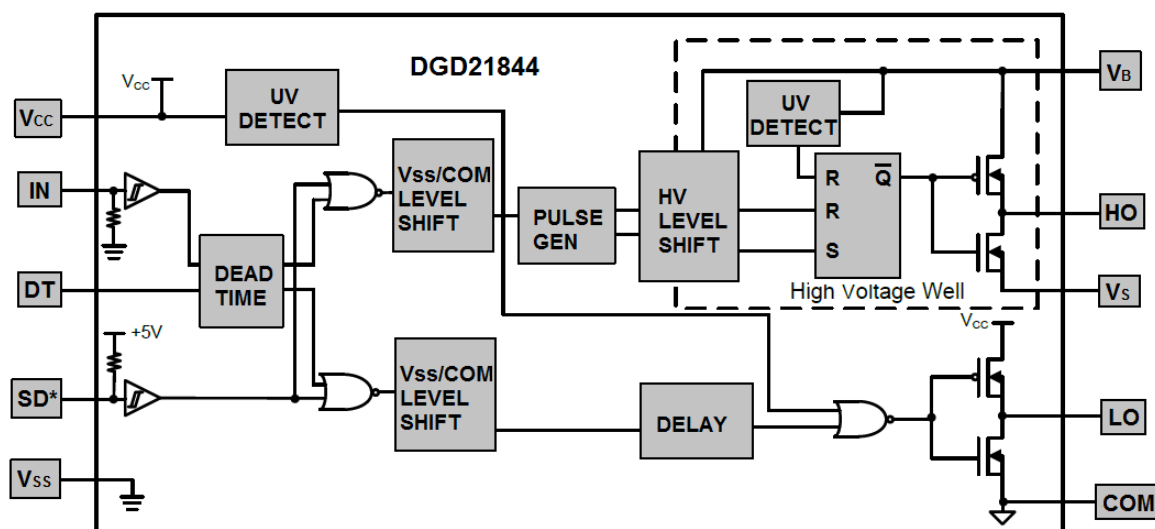 DGD21844
VCC
VCC
UV
DETECT
VB
UV
DETECT
IN
Vss/COM
LEVEL
SHIFT
PULSE
GEN
HV
LEVEL
SHIFT
R
Q
R
S
HO
DT
DEAD
TIME
High Voltage Well
VS
+5V
VCC
SD*
Vss/COM
LEVEL
SHIFT
DELAY
LO
VSS
COM